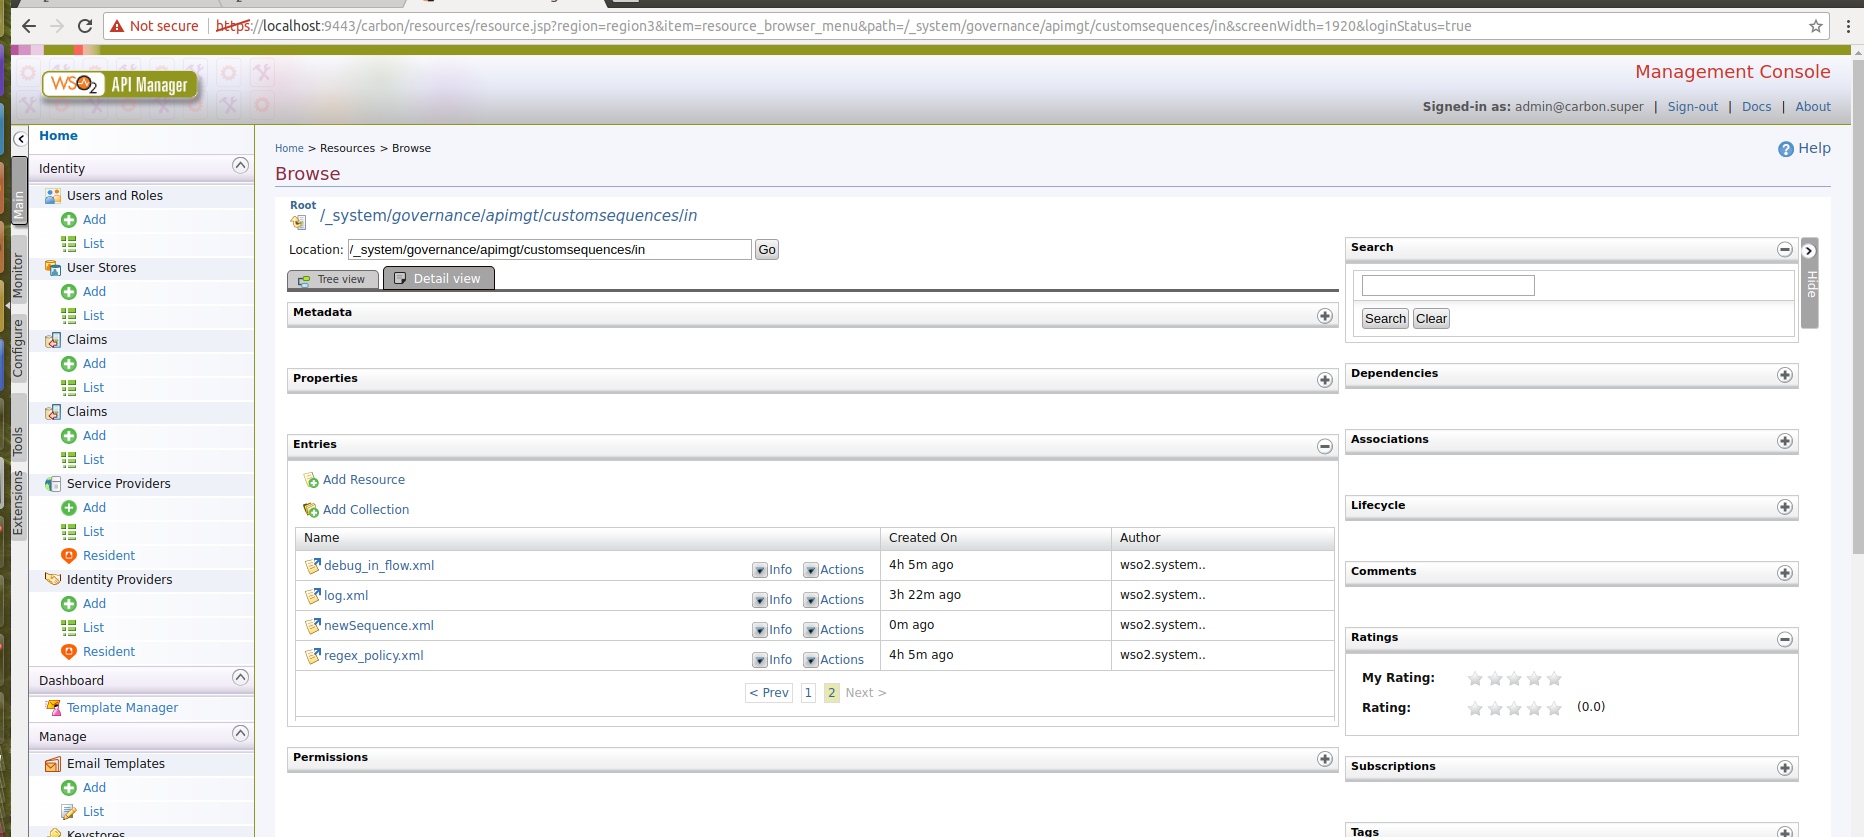 Not secure https://localhost:9443/carbon/resources/resource.jsp?region=region3&item=resource_browser_menu&path=/_system/governance/apimgt/customsequences/in&screenWidth=1920&loginStatus=true
WSO2 API Manager
Management Console
Signed-in as: admin@carbon.super | Sign-out | Docs | About
Main
Monitor
Configure
Tools
Extensions
Home
Identity
Users and Roles
Add
List
User Stores
Add
List
Claims
Add
List
Claims
Add
List
Service Providers
Add
List
Resident
Identity Providers
Add
List
Resident
Dashboard
Template Manager
Manage
Email Templates
Add
List
Keystores
Home > Resources > Browse
Help
Browse
Root
/_system/governance/apimgt/customsequences/in
Location: /_system/governance/apimgt/customsequences/in Go
Tree view Detail view
Metadata
Properties
Entries
Add Resource
Add Collection
Name Created On Author
debug_in_flow.xml Info Actions 4h 5m ago wso2.system..
log.xml Info Actions 3h 22m ago wso2.system..
newSequence.xml Info Actions 0m ago wso2.system..
regex_policy.xml Info Actions 4h 5m ago wso2.system..
< Prev 1 2 Next >
Permissions
Search
Hide
Search Clear
Dependencies
Associations
Lifecycle
Comments
Ratings
My Rating:
Rating: (0.0)
Subscriptions
Tags